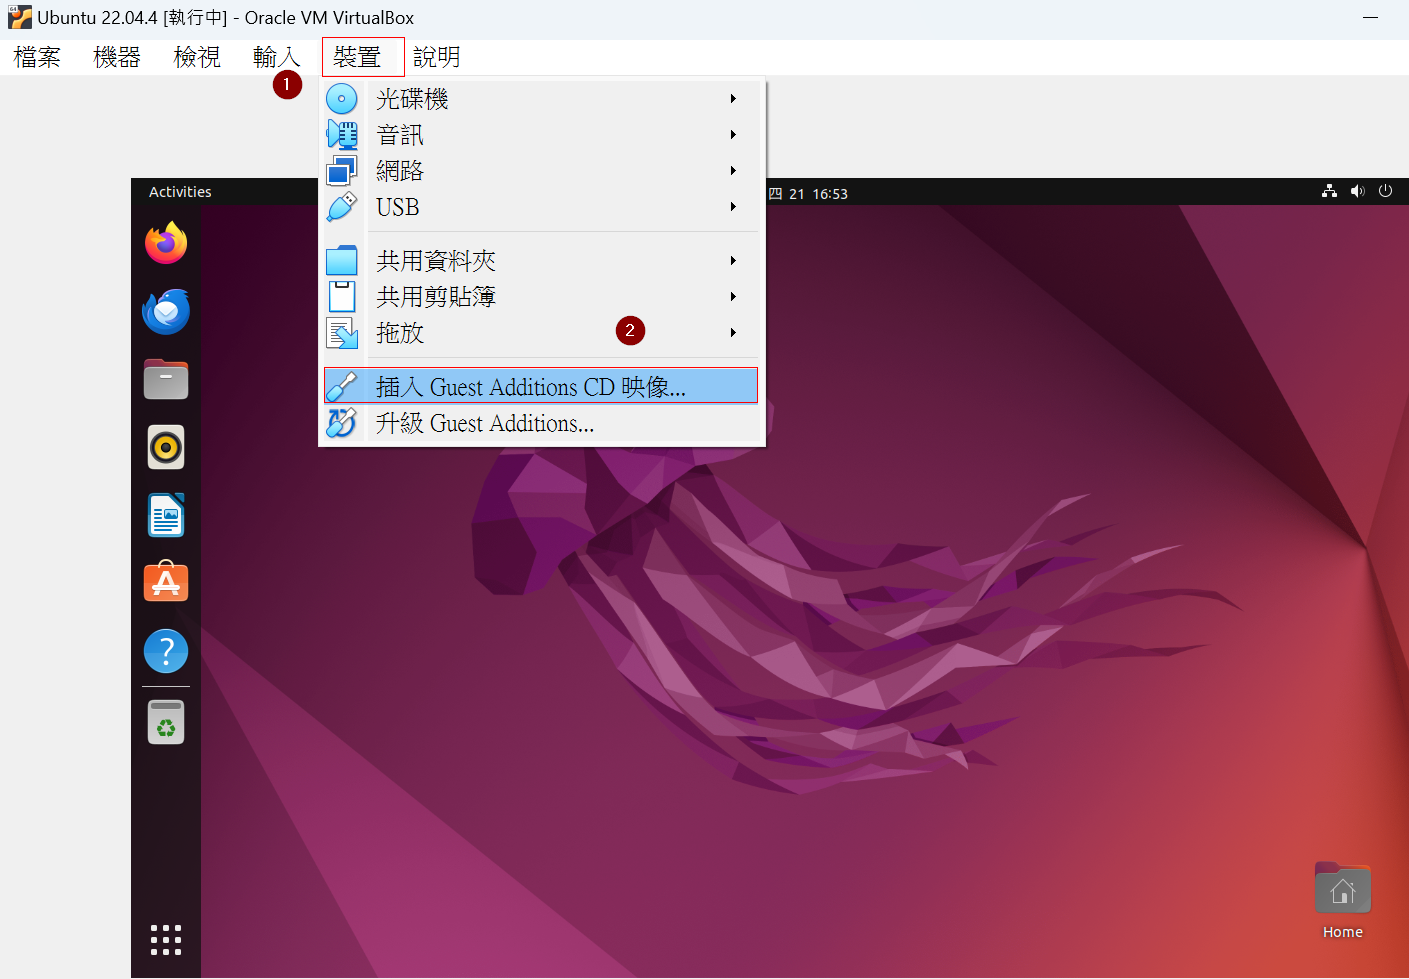 Ubuntu 22.04.4 [執行中] - Oracle VM VirtualBox
檔案 機器 檢視 輸入 裝置 說明
1
光碟機
音訊
網路
USB
共用資料夾
共用剪貼簿
拖放
2
插入 Guest Additions CD 映像...
升級 Guest Additions...
Activities
四 21 16:53
?
Home